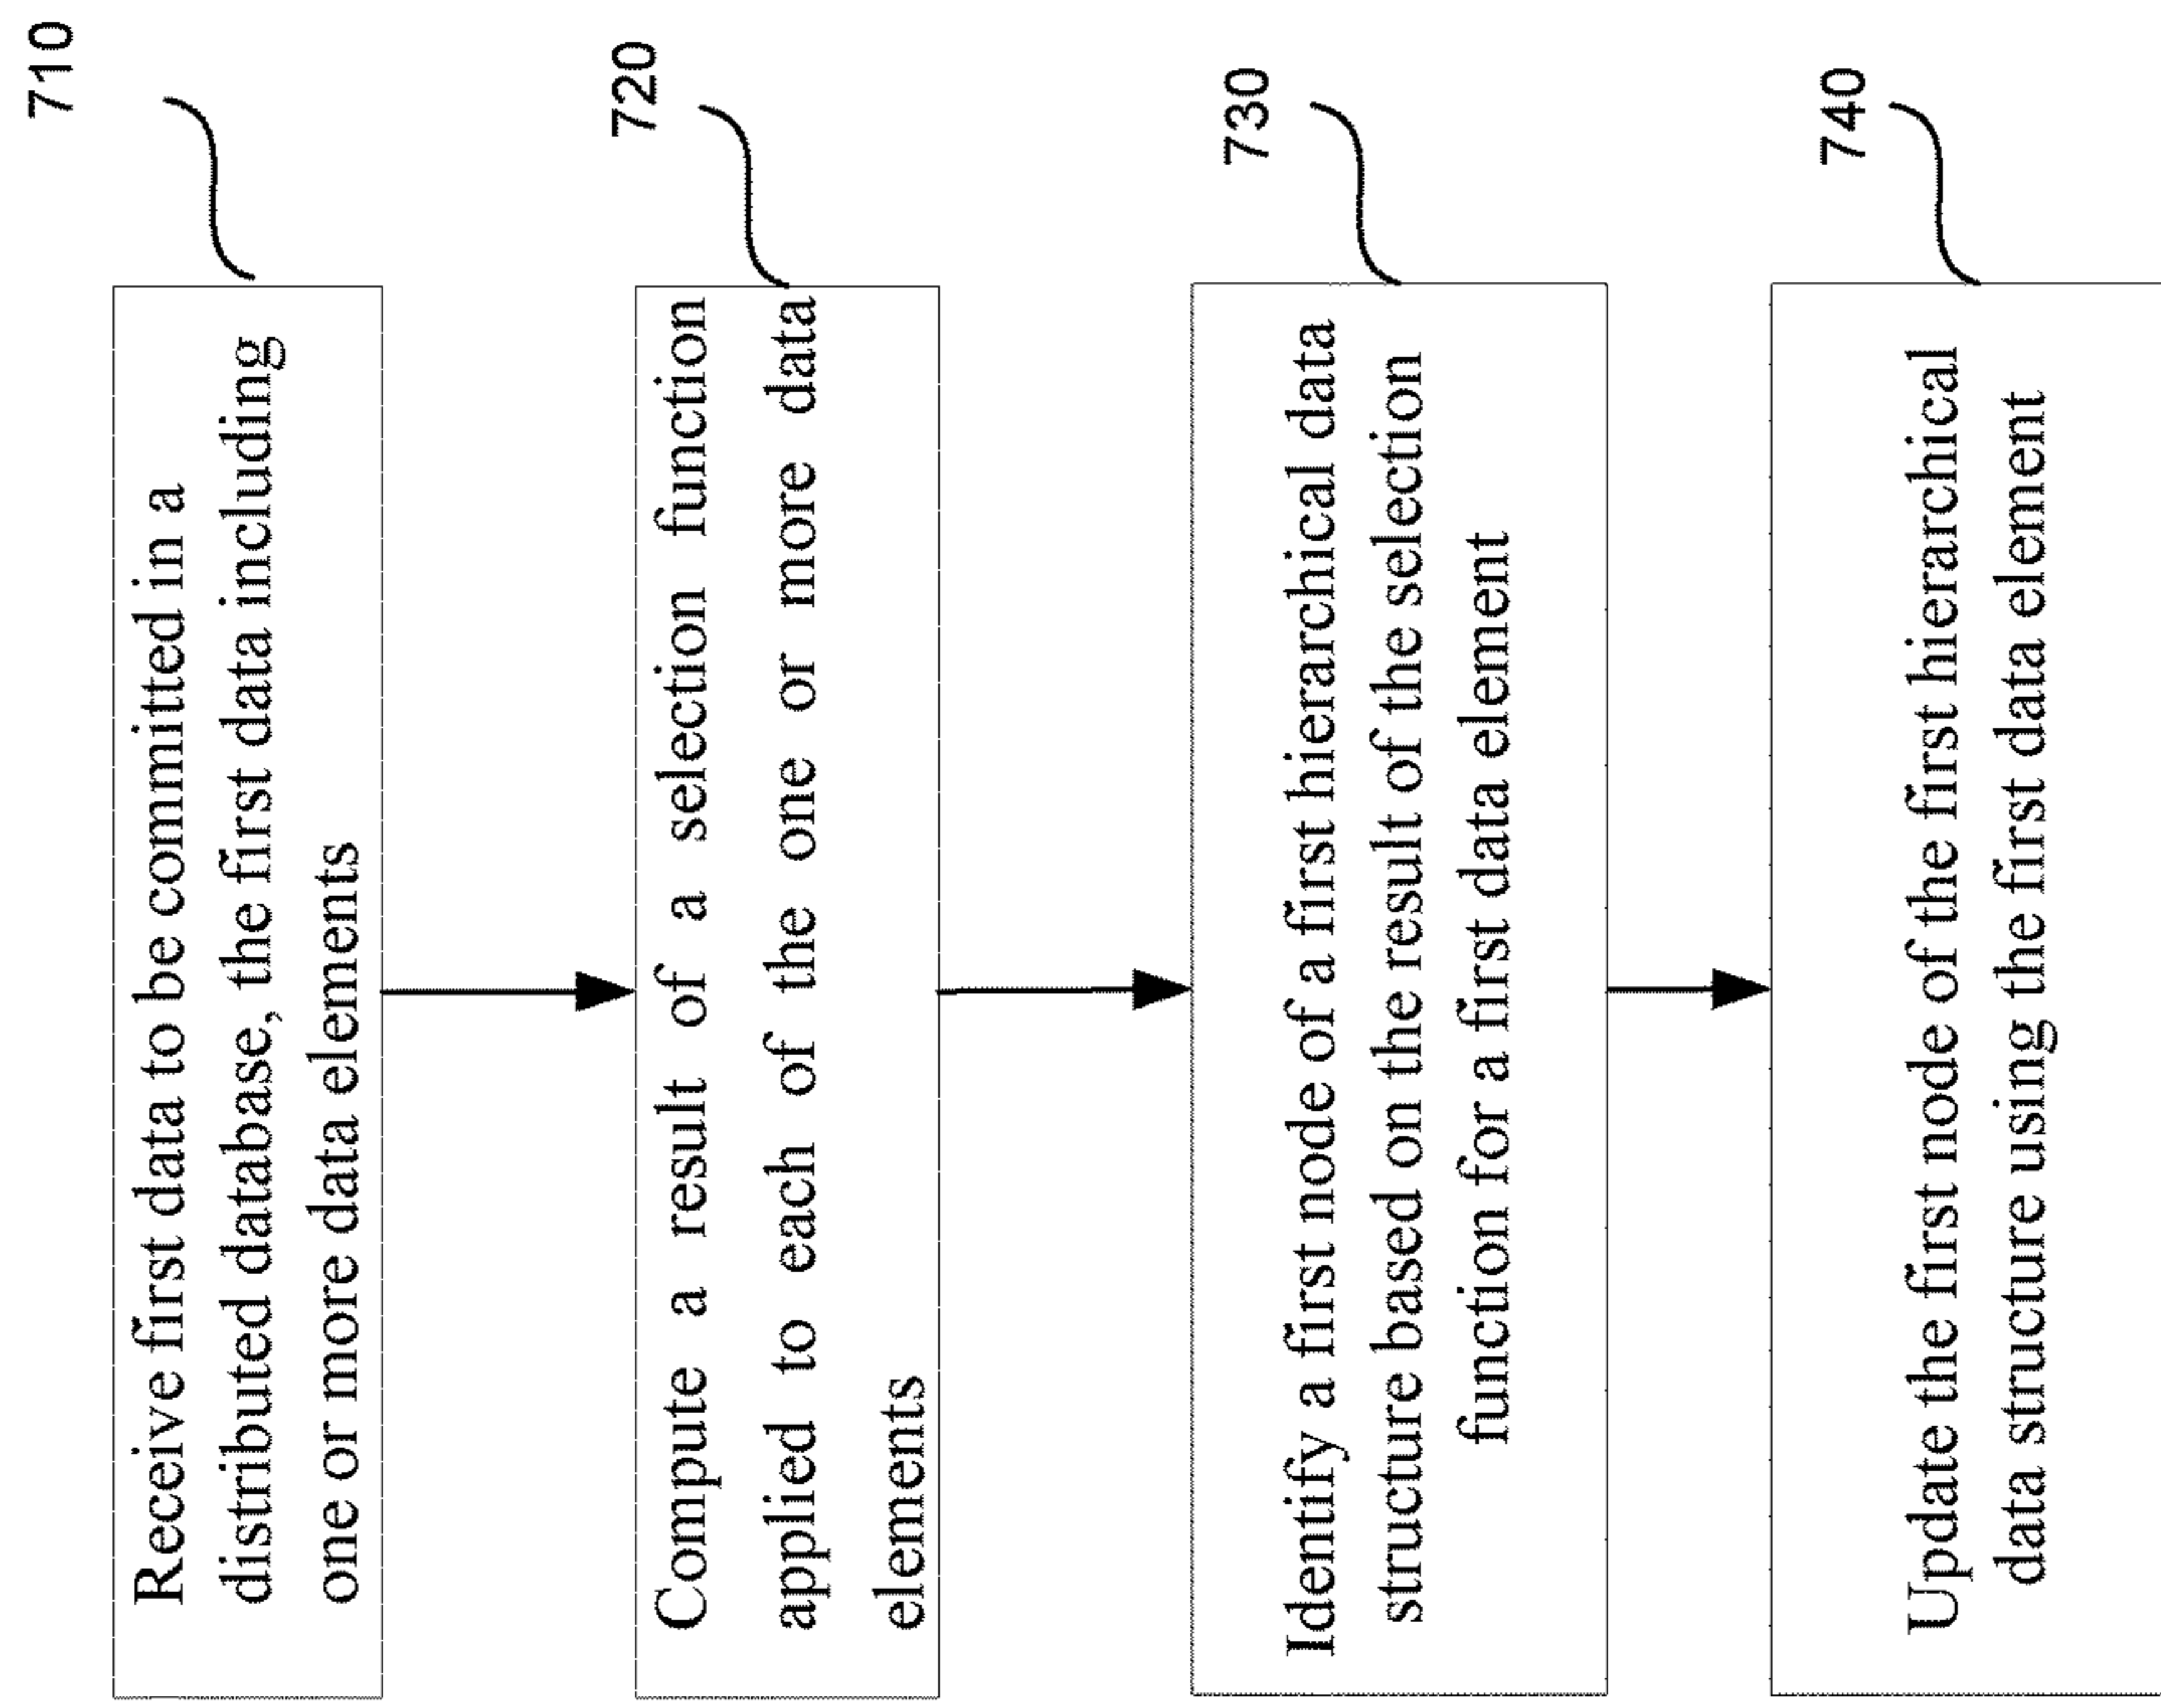 710
Receive first data to be committed in a
distributed database, the first data including
one or more data elements
720
Compute a result of a selection function
applied to each of the one or more data
elements
730
Identify a first node of a first hierarchical data
structure based on the result of the selection
function for a first data element
740
Update the first node of the first hierarchical
data structure using the first data element